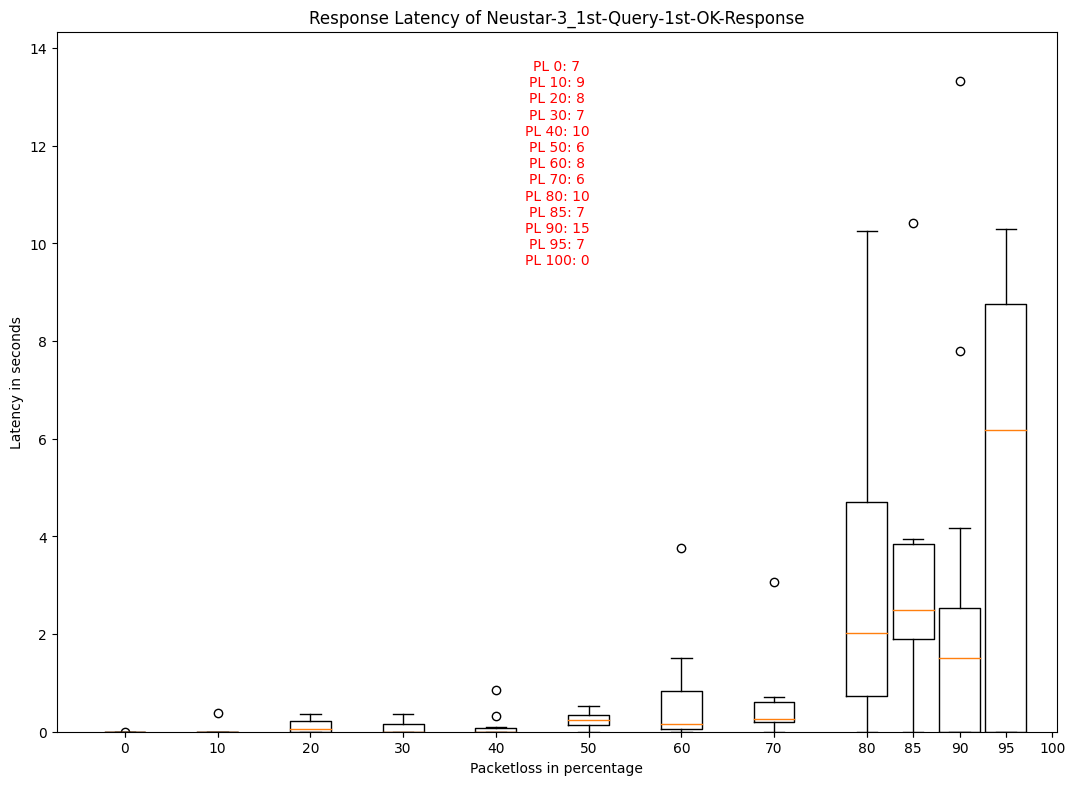 Response Latency of Neustar-3_1st-Query-1st-OK-Response
PL 0: 7
PL 10: 9
PL 20: 8
PL 30: 7
PL 40: 10
PL 50: 6
PL 60: 8
PL 70: 6
PL 80: 10
PL 85: 7
PL 90: 15
PL 95: 7
PL 100: 0
Latency in seconds
14
12
10
8
6
4
2
0
0 10 20 30 40 50 60 70 80 85 90 95 100
Packetloss in percentage